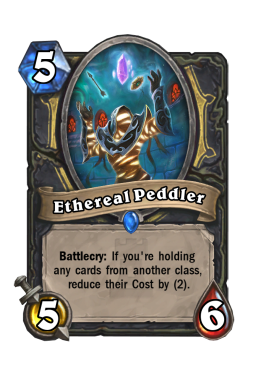 5
Ethereal Peddler
Battlecry: If you're holding
any cards from another class,
reduce their Cost by (2).
5
6